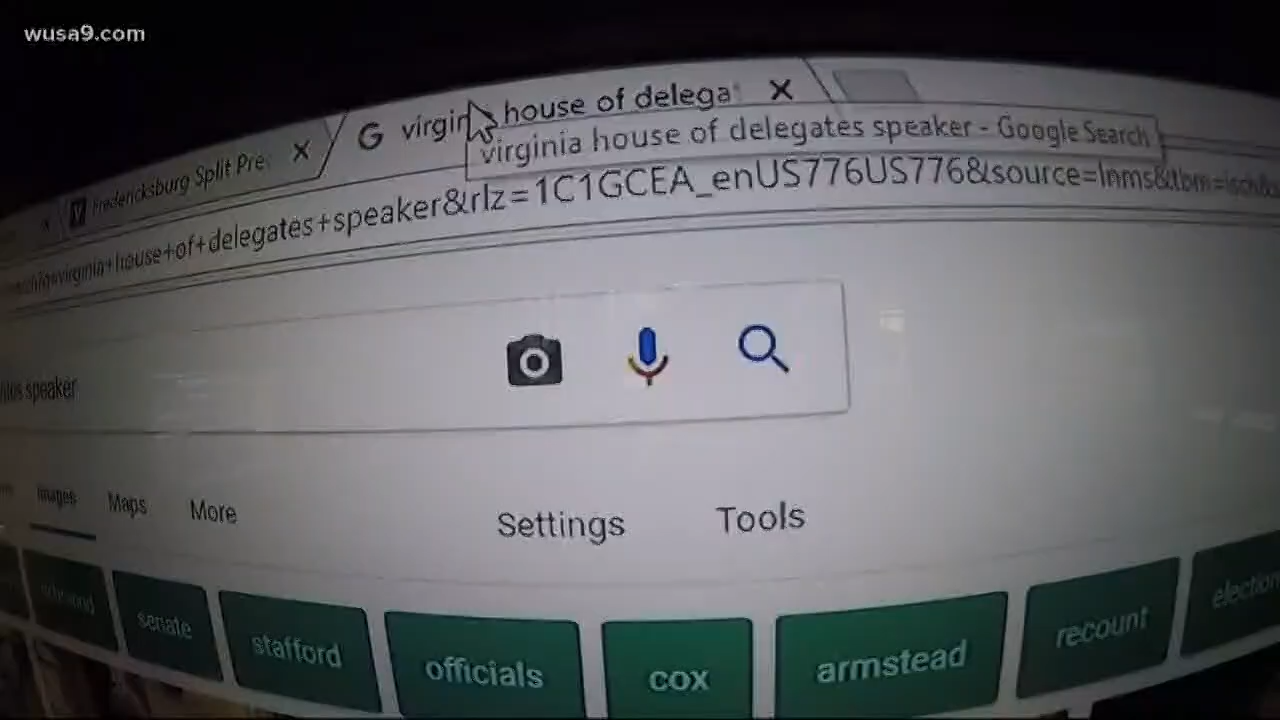 wusa9.com
Fredericksburg Split Pre
virgin house of delega
virginia house of delegates speaker - Google Search
virginia+house+of+delegates+speaker&rlz=1C1GCEA_enUS776US776&source=lnms&tbm=isch&
speaker
Images Maps More Settings Tools
richmond senate stafford officials cox armstead recount election